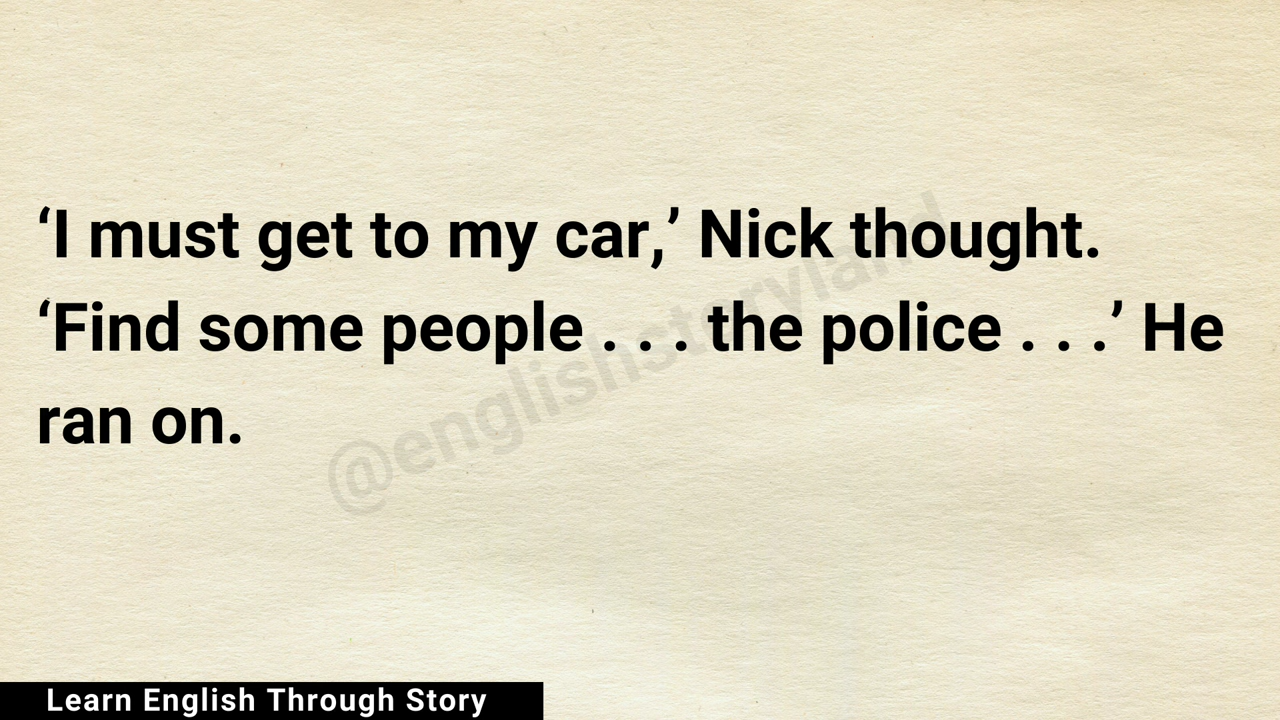 ‘I must get to my car,’ Nick thought.
‘Find some people . . . the police . . .’ He
ran on.
@englishstoryland
Learn English Through Story